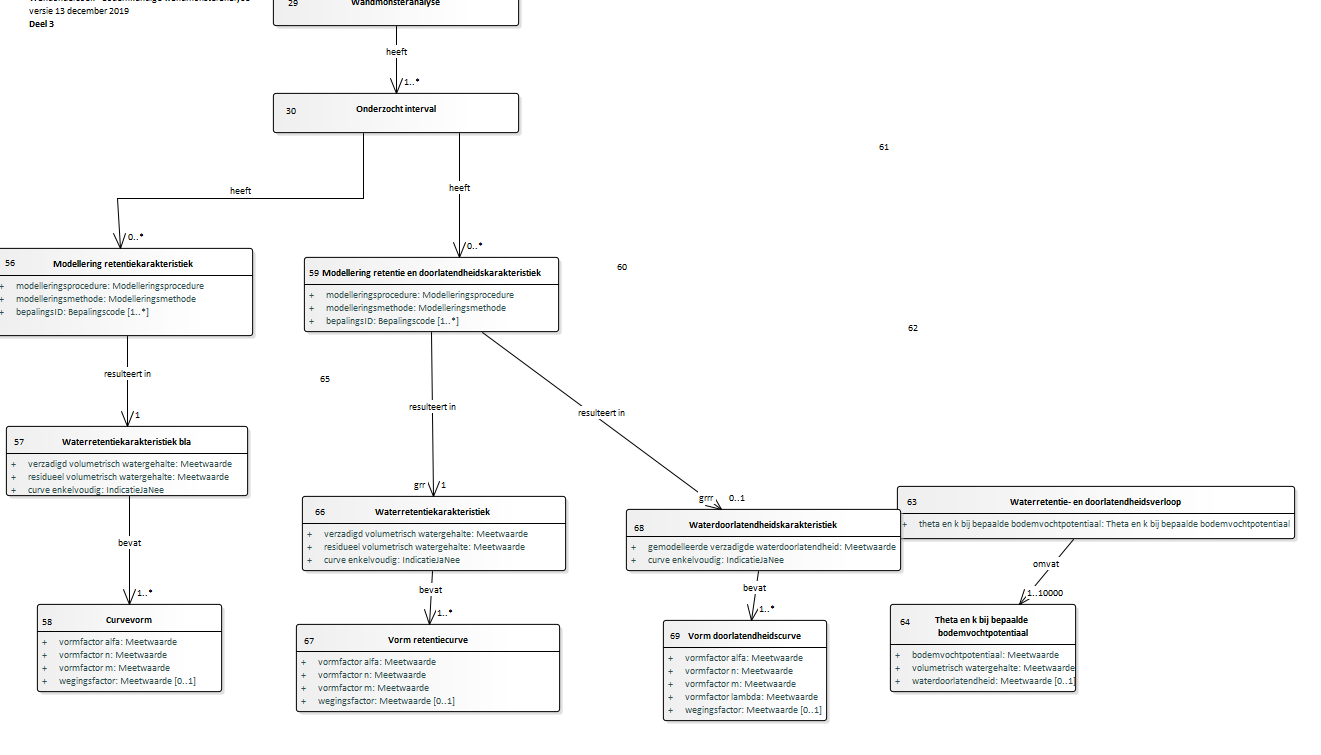 versie 13 december 2019
Deel 3
29
Wandmonsteranalyse
heeft
1..*
30
Onderzocht interval
61
heeft
heeft
0..*
0..*
56
Modellering retentiekarakteristiek
+ modelleringsprocedure: Modelleringsprocedure
+ modelleringsmethode: Modelleringsmethode
+ bepalingsID: Bepalingscode [1..*]
59 Modellering retentie en doorlatendheidskarakteristiek
+ modelleringsprocedure: Modelleringsprocedure
+ modelleringsmethode: Modelleringsmethode
+ bepalingsID: Bepalingscode [1..*]
60
62
resulteert in
65
1
resulteert in
resulteert in
57
Waterretentiekarakteristiek bla
+ verzadigd volumetrisch watergehalte: Meetwaarde
+ residueel volumetrisch watergehalte: Meetwaarde
+ curve enkelvoudig: IndicatieJaNee
grr
1
grrr
0..1
66
Waterretentiekarakteristiek
+ verzadigd volumetrisch watergehalte: Meetwaarde
+ residueel volumetrisch watergehalte: Meetwaarde
+ curve enkelvoudig: IndicatieJaNee
68
Waterdoorlatendheidskarakteristiek
+ gemodelleerde verzadigde waterdoorlatendheid: Meetwaarde
+ curve enkelvoudig: IndicatieJaNee
63
Waterretentie- en doorlatendheidsverloop
+ theta en k bij bepaalde bodemvochtpotentiaal: Theta en k bij bepaalde bodemvochtpotentiaal
bevat
1..*
bevat
1..*
bevat
1..*
omvat
1..10000
58
Curvevorm
+ vormfactor alfa: Meetwaarde
+ vormfactor n: Meetwaarde
+ vormfactor m: Meetwaarde
+ wegingsfactor: Meetwaarde [0..1]
67
Vorm retentiecurve
+ vormfactor alfa: Meetwaarde
+ vormfactor n: Meetwaarde
+ vormfactor m: Meetwaarde
+ wegingsfactor: Meetwaarde [0..1]
69
Vorm doorlatendheidscurve
+ vormfactor alfa: Meetwaarde
+ vormfactor n: Meetwaarde
+ vormfactor m: Meetwaarde
+ vormfactor lambda: Meetwaarde
+ wegingsfactor: Meetwaarde [0..1]
64
Theta en k bij bepaalde
bodemvochtpotentiaal
+ bodemvochtpotentiaal: Meetwaarde
+ volumetrisch watergehalte: Meetwaarde
+ waterdoorlatendheid: Meetwaarde [0..1]